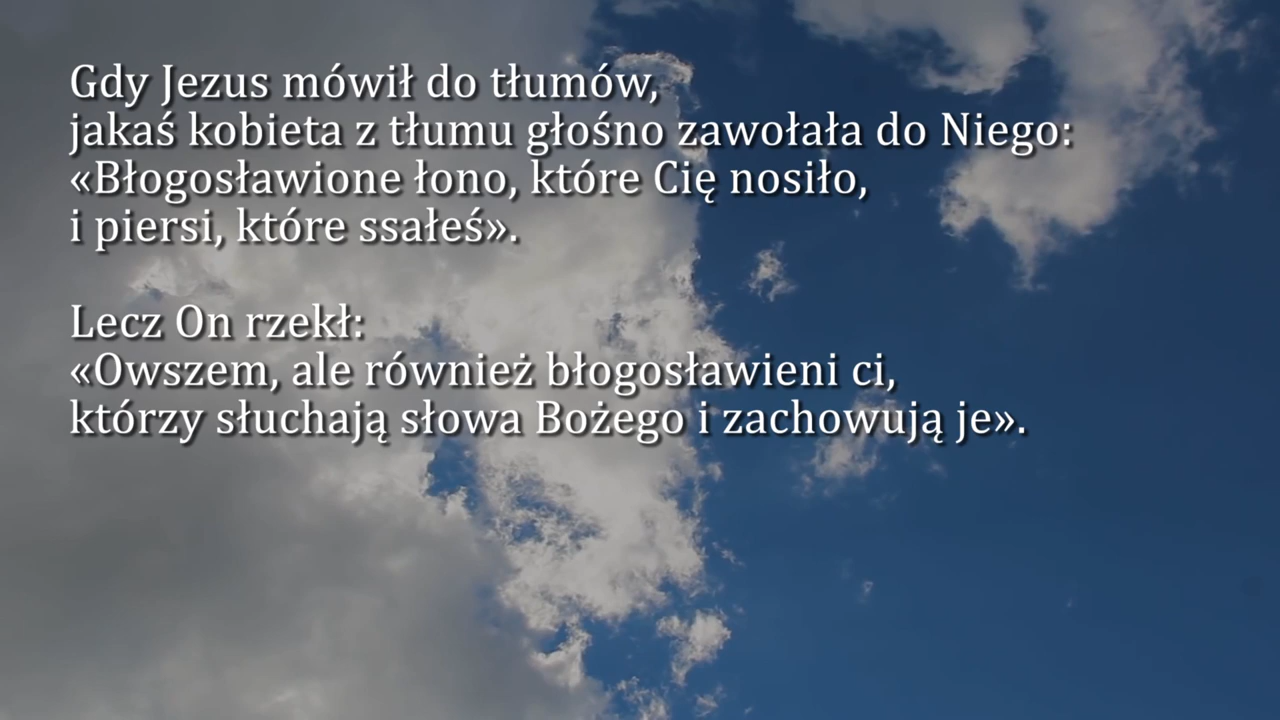 Gdy Jezus mówił do tłumów,
jakaś kobieta z tłumu głośno zawołała do Niego:
«Błogosławione łono, które Cię nosiło,
i piersi, które ssałeś».
Lecz On rzekł:
«Owszem, ale również błogosławieni ci,
którzy słuchają słowa Bożego i zachowują je».